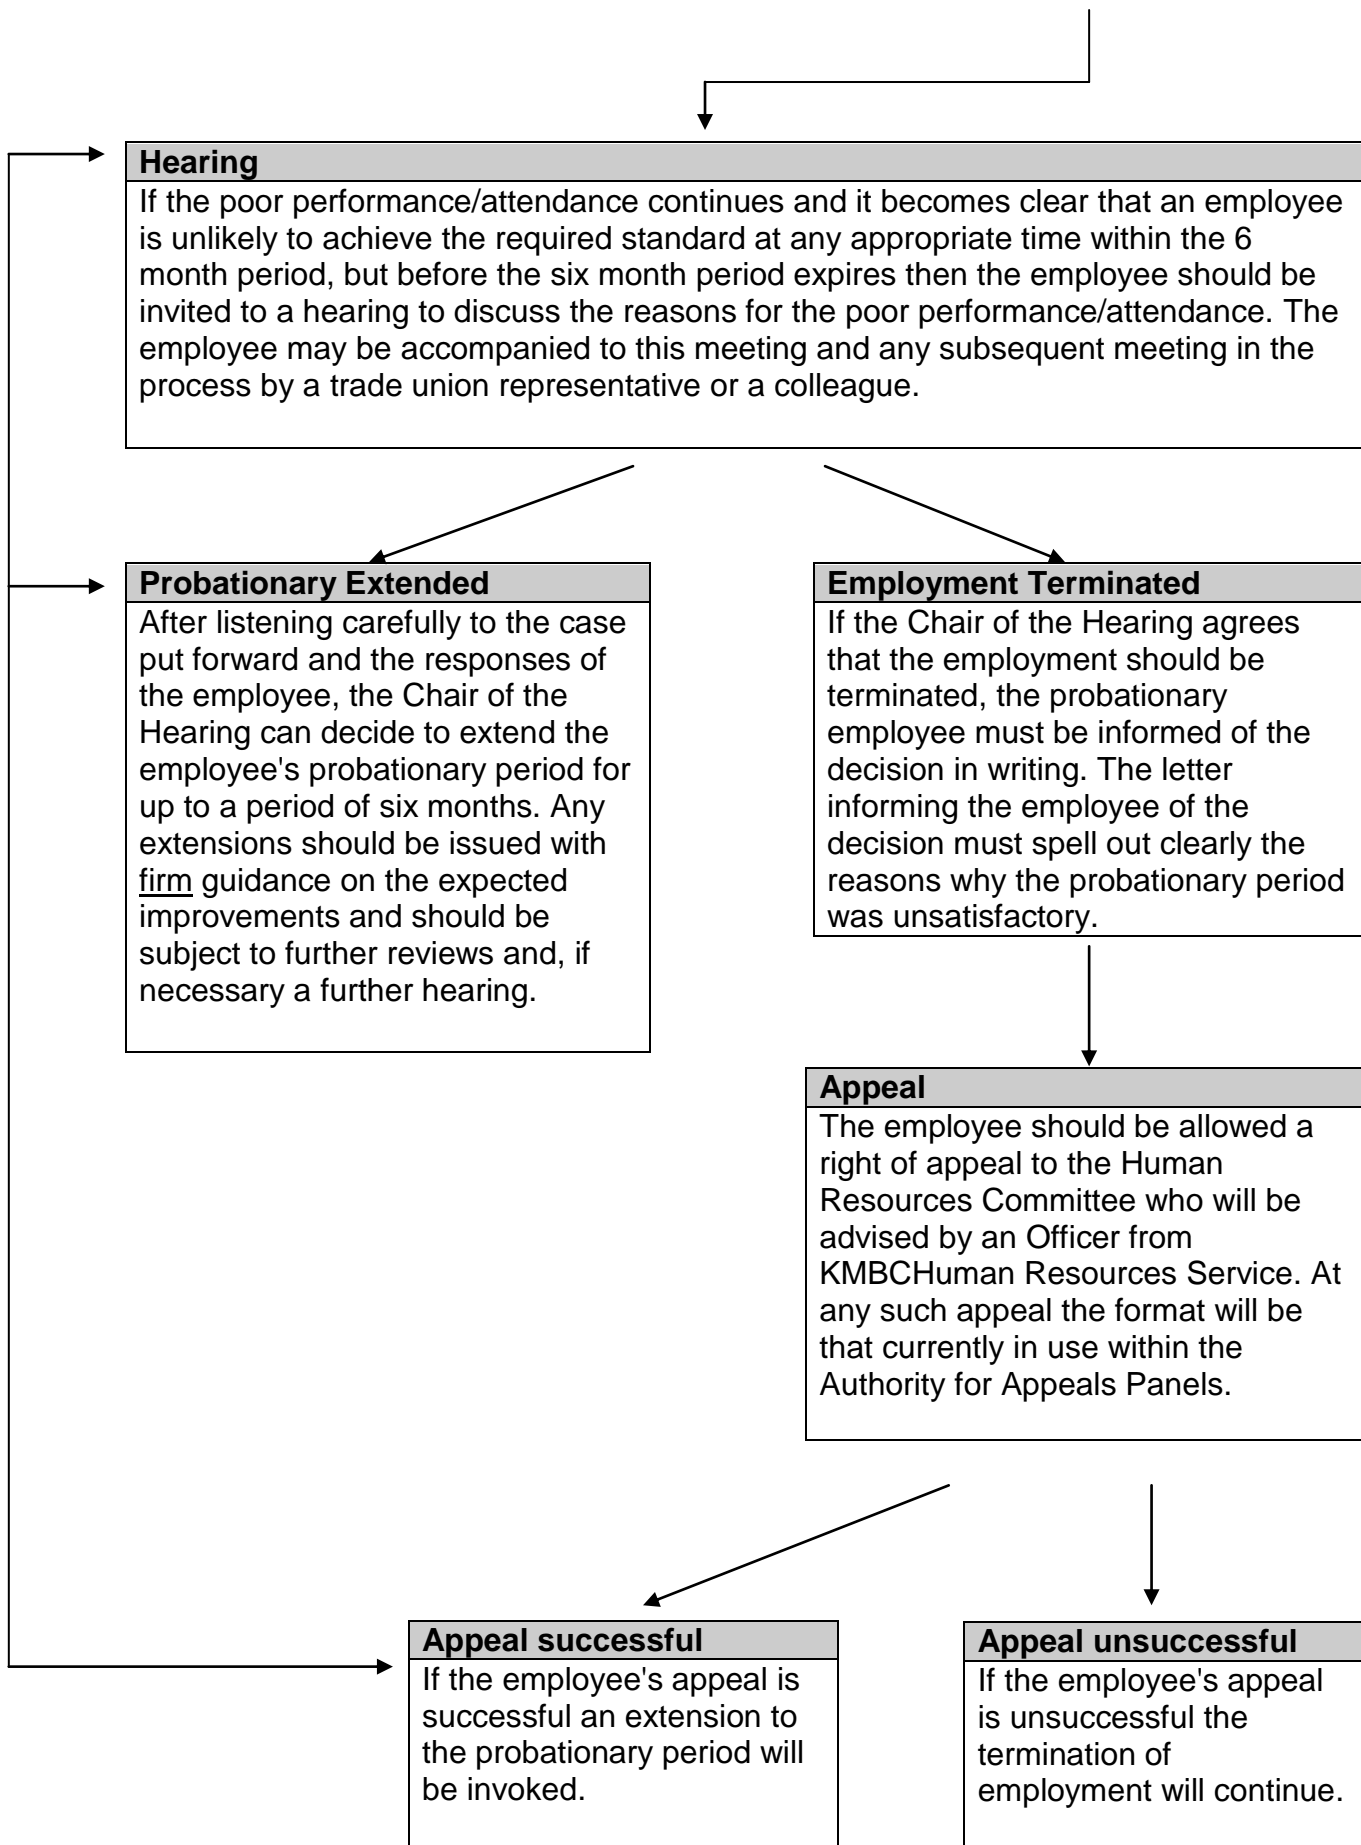 Hearing
If the poor performance/attendance continues and it becomes clear that an employee
is unlikely to achieve the required standard at any appropriate time within the 6
month period, but before the six month period expires then the employee should be
invited to a hearing to discuss the reasons for the poor performance/attendance. The
employee may be accompanied to this meeting and any subsequent meeting in the
process by a trade union representative or a colleague.
Probationary Extended
After listening carefully to the case
put forward and the responses of
the employee, the Chair of the
Hearing can decide to extend the
employee's probationary period for
up to a period of six months. Any
extensions should be issued with
firm guidance on the expected
improvements and should be
subject to further reviews and, if
necessary a further hearing.
Employment Terminated
If the Chair of the Hearing agrees
that the employment should be
terminated, the probationary
employee must be informed of the
decision in writing. The letter
informing the employee of the
decision must spell out clearly the
reasons why the probationary period
was unsatisfactory.
Appeal
The employee should be allowed a
right of appeal to the Human
Resources Committee who will be
advised by an Officer from
KMBCHuman Resources Service. At
any such appeal the format will be
that currently in use within the
Authority for Appeals Panels.
Appeal successful
If the employee's appeal is
successful an extension to
the probationary period will
be invoked.
Appeal unsuccessful
If the employee's appeal
is unsuccessful the
termination of
employment will continue.